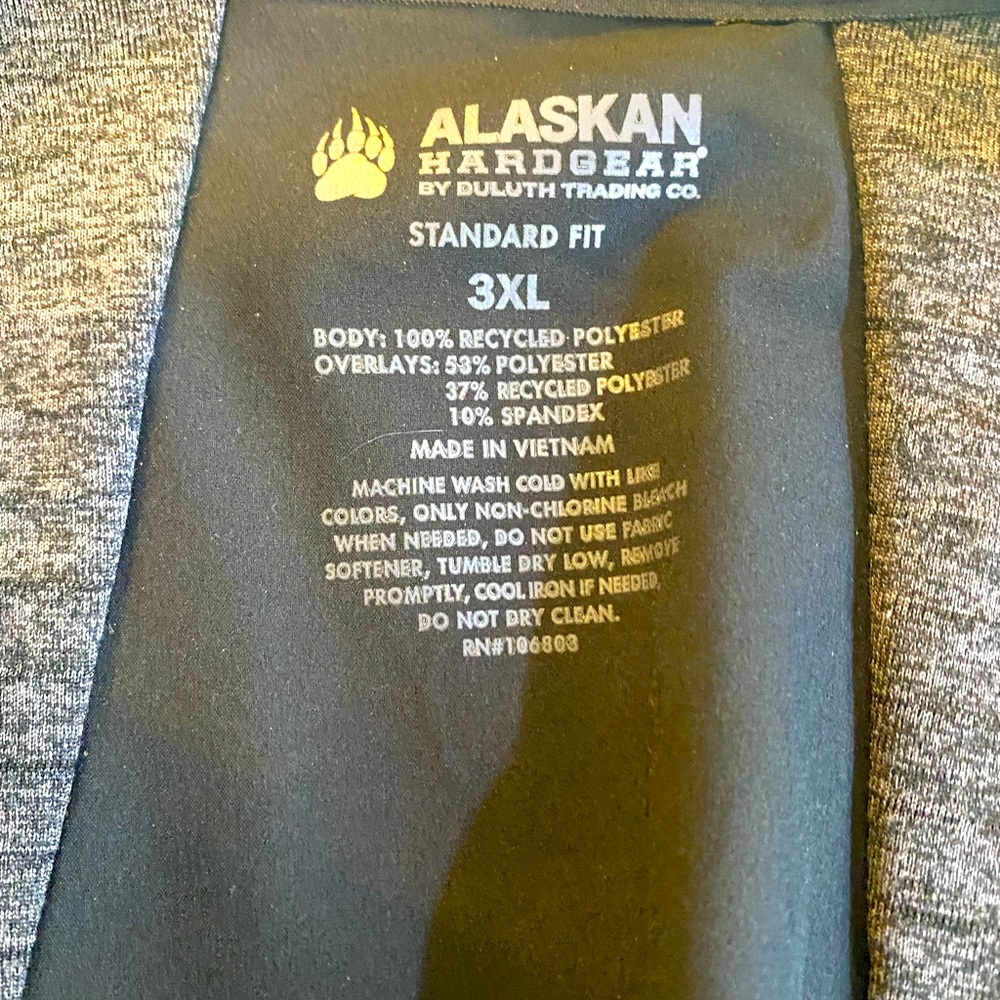 ALASKAN
HARDGEAR®
BY DULUTH TRADING CO.
STANDARD FIT
3XL
BODY: 100% RECYCLED POLYESTER
OVERLAYS: 53% POLYESTER
37% RECYCLED POLYESTER
10% SPANDEX
MADE IN VIETNAM
MACHINE WASH COLD WITH LIKE
COLORS, ONLY NON-CHLORINE BLEACH
WHEN NEEDED, DO NOT USE FABRIC
SOFTENER, TUMBLE DRY LOW, REMOVE
PROMPTLY, COOL IRON IF NEEDED,
DO NOT DRY CLEAN.
RN#106803